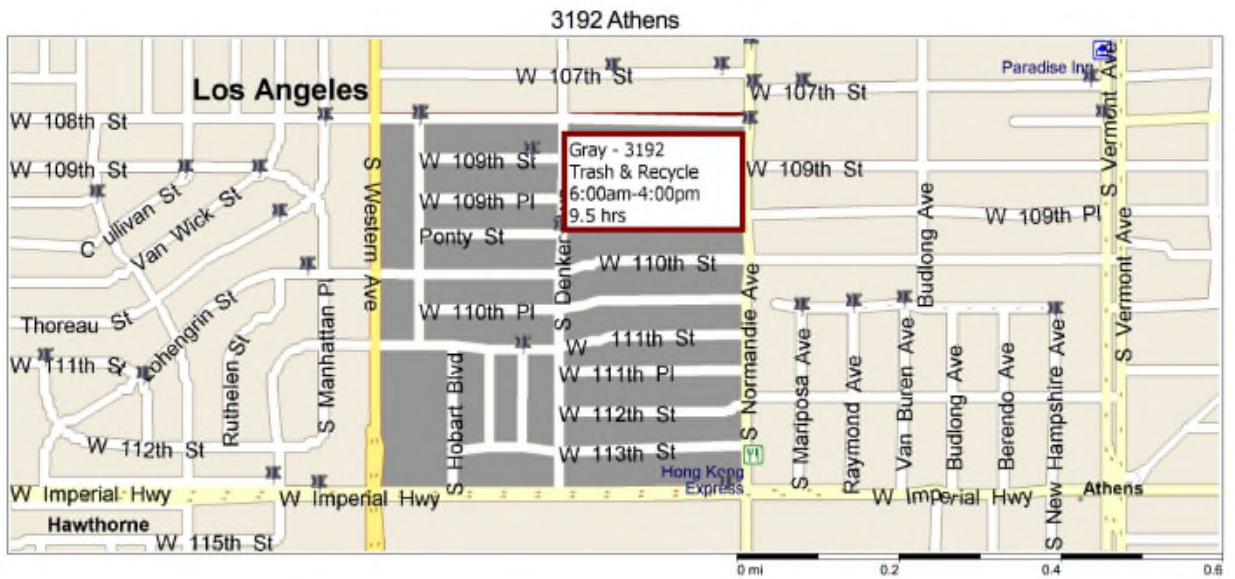 3192 Athens
W 107th St
Paradise Inn
Los Angeles
W 107th St
W 108th St
Gray - 3192
Trash & Recycle
6:00am-4:00pm
9.5 hrs
W 109th St
W 109th St
W 109th St
W 109th Pl
W 109th Pl
Ponty St
Cullivan St
Van Wick St
S Western Ave
S Denker
W 110th St
W 110th Pl
Budlong Ave
S Vermont Ave
S Vermont Ave
Thoreau St
Lohengrin St
S Manhattan Pl
Ruthelen St
W 111th St
W 111th St
W 111th Pl
W 112th St
W 112th St
W 113th St
S Hobart Blvd
S Normandie Ave
S Mariposa Ave
Raymond Ave
Van Buren Ave
Budlong Ave
Berendo Ave
S New Hampshire Ave
Hong Kong
Express
W Imperial Hwy
W Imperial Hwy
W Imperial Hwy
Athens
Hawthorne
W 115th St
0 mi
0.2
0.4
0.6